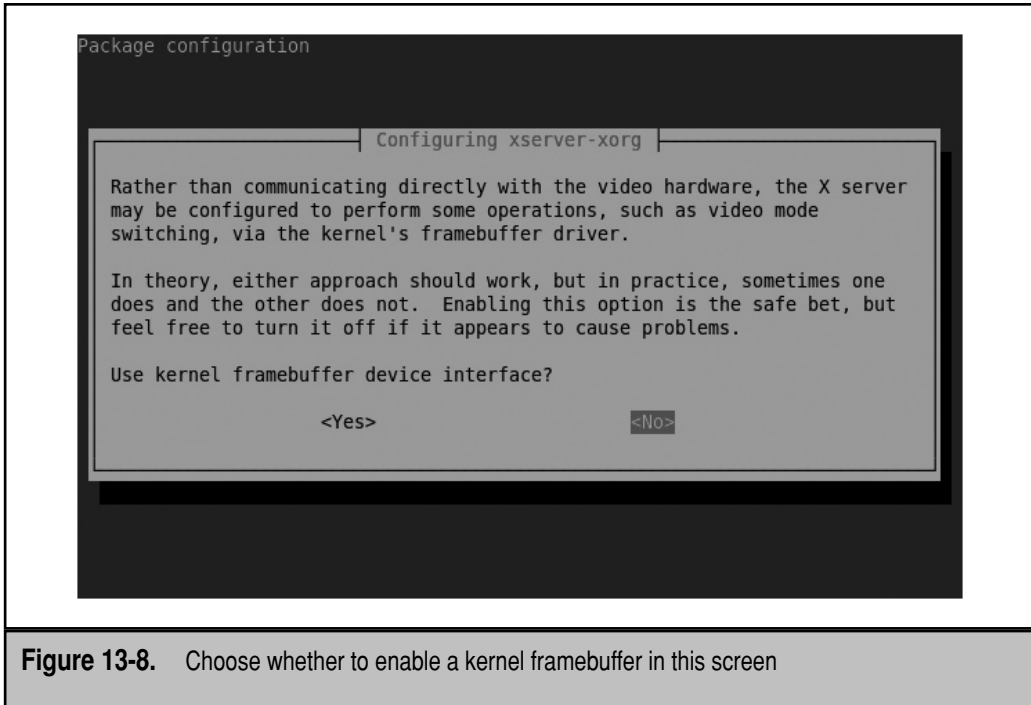 Package configuration
Configuring xserver-xorg
Rather than communicating directly with the video hardware, the X server
may be configured to perform some operations, such as video mode
switching, via the kernel's framebuffer driver.
In theory, either approach should work, but in practice, sometimes one
does and the other does not.  Enabling this option is the safe bet, but
feel free to turn it off if it appears to cause problems.
Use kernel framebuffer device interface?
<Yes> <No>
Figure 13-8. Choose whether to enable a kernel framebuffer in this screen